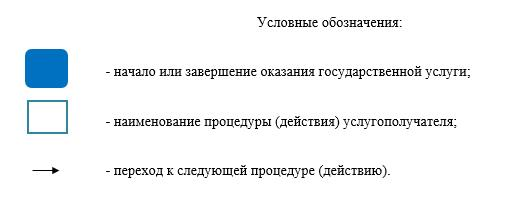 Условные обозначения:
- начало или завершение оказания государственной услуги;
- наименование процедуры (действия) услугополучателя;
- переход к следующей процедуре (действию).